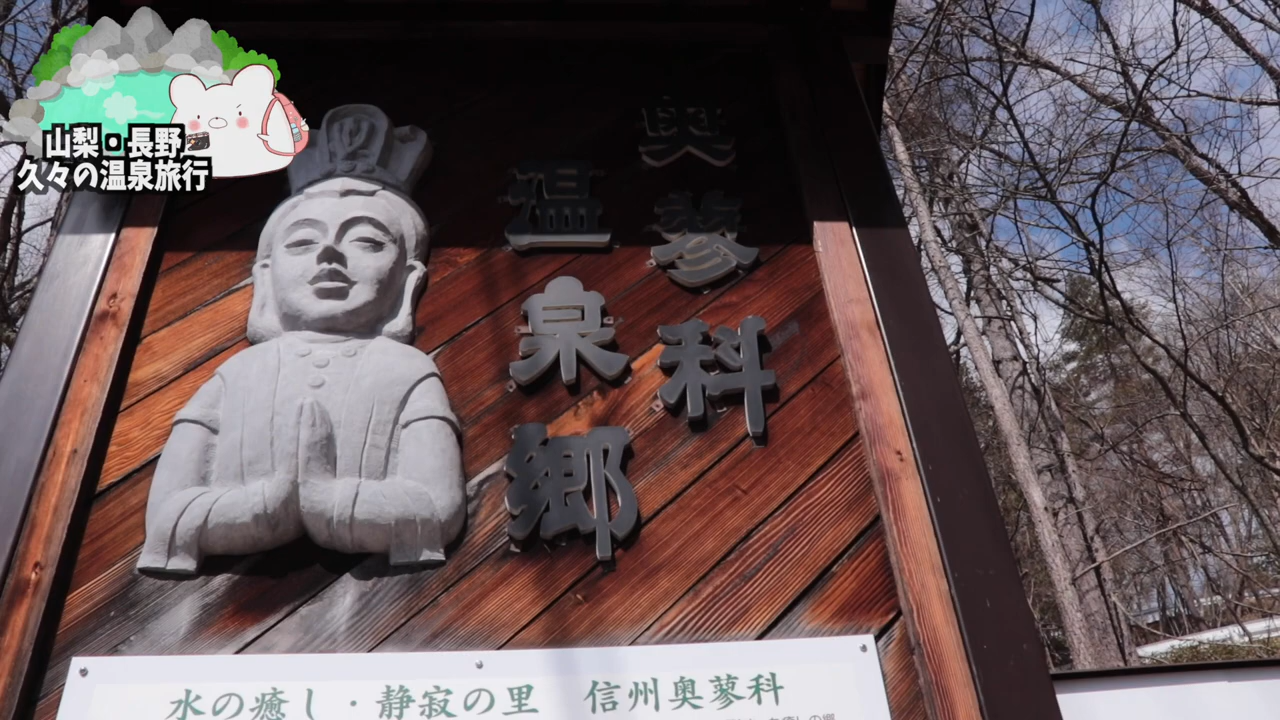 山梨・長野
久々の温泉旅行
奥蓼科
温泉郷
水の癒し・静寂の里　信州奥蓼科